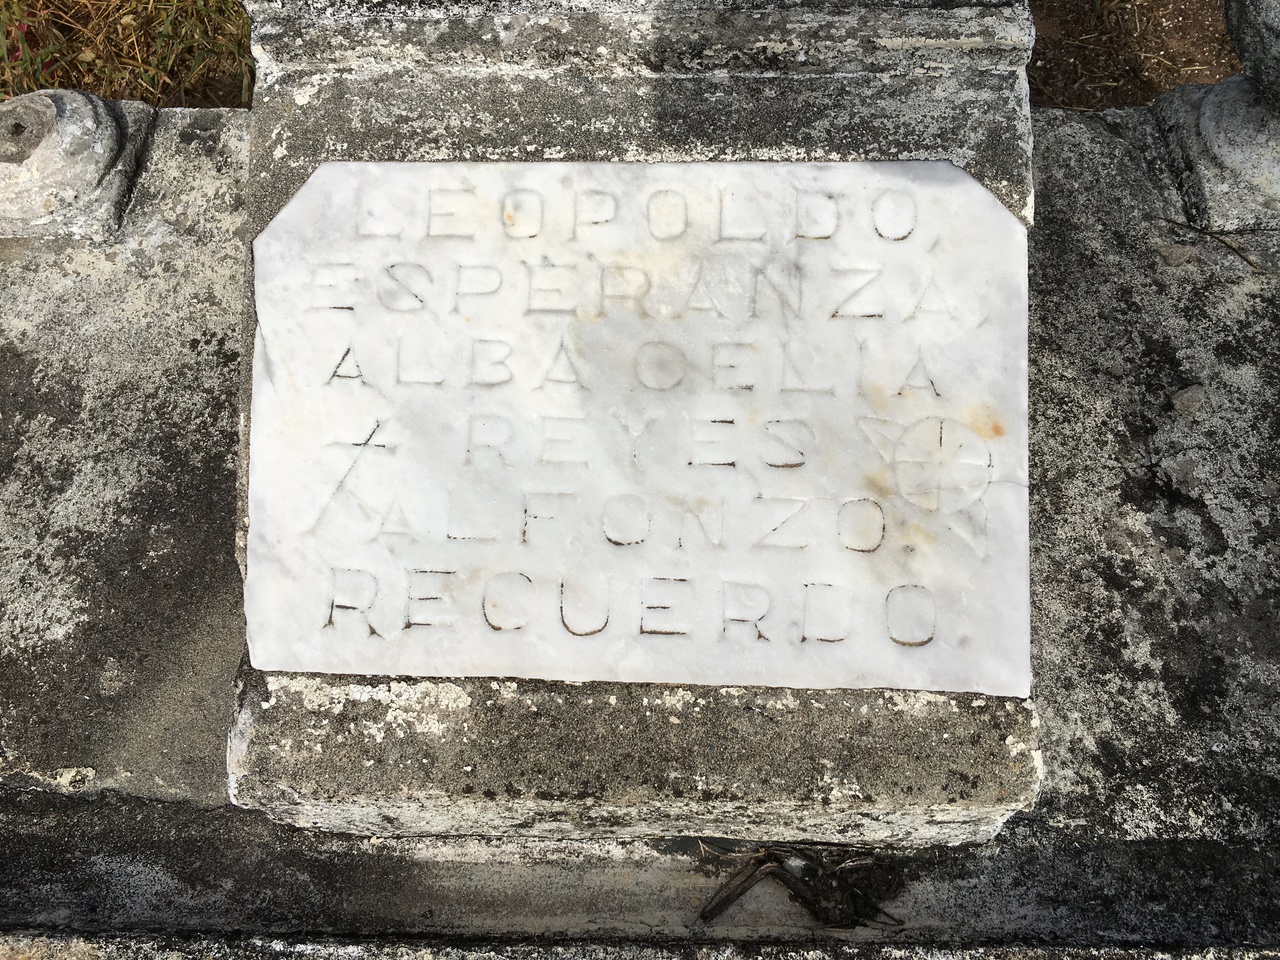 LEOPOLDO,
ESPERANZA,
ALBA CELIA
REYES
ALFONZO
RECUERDO.